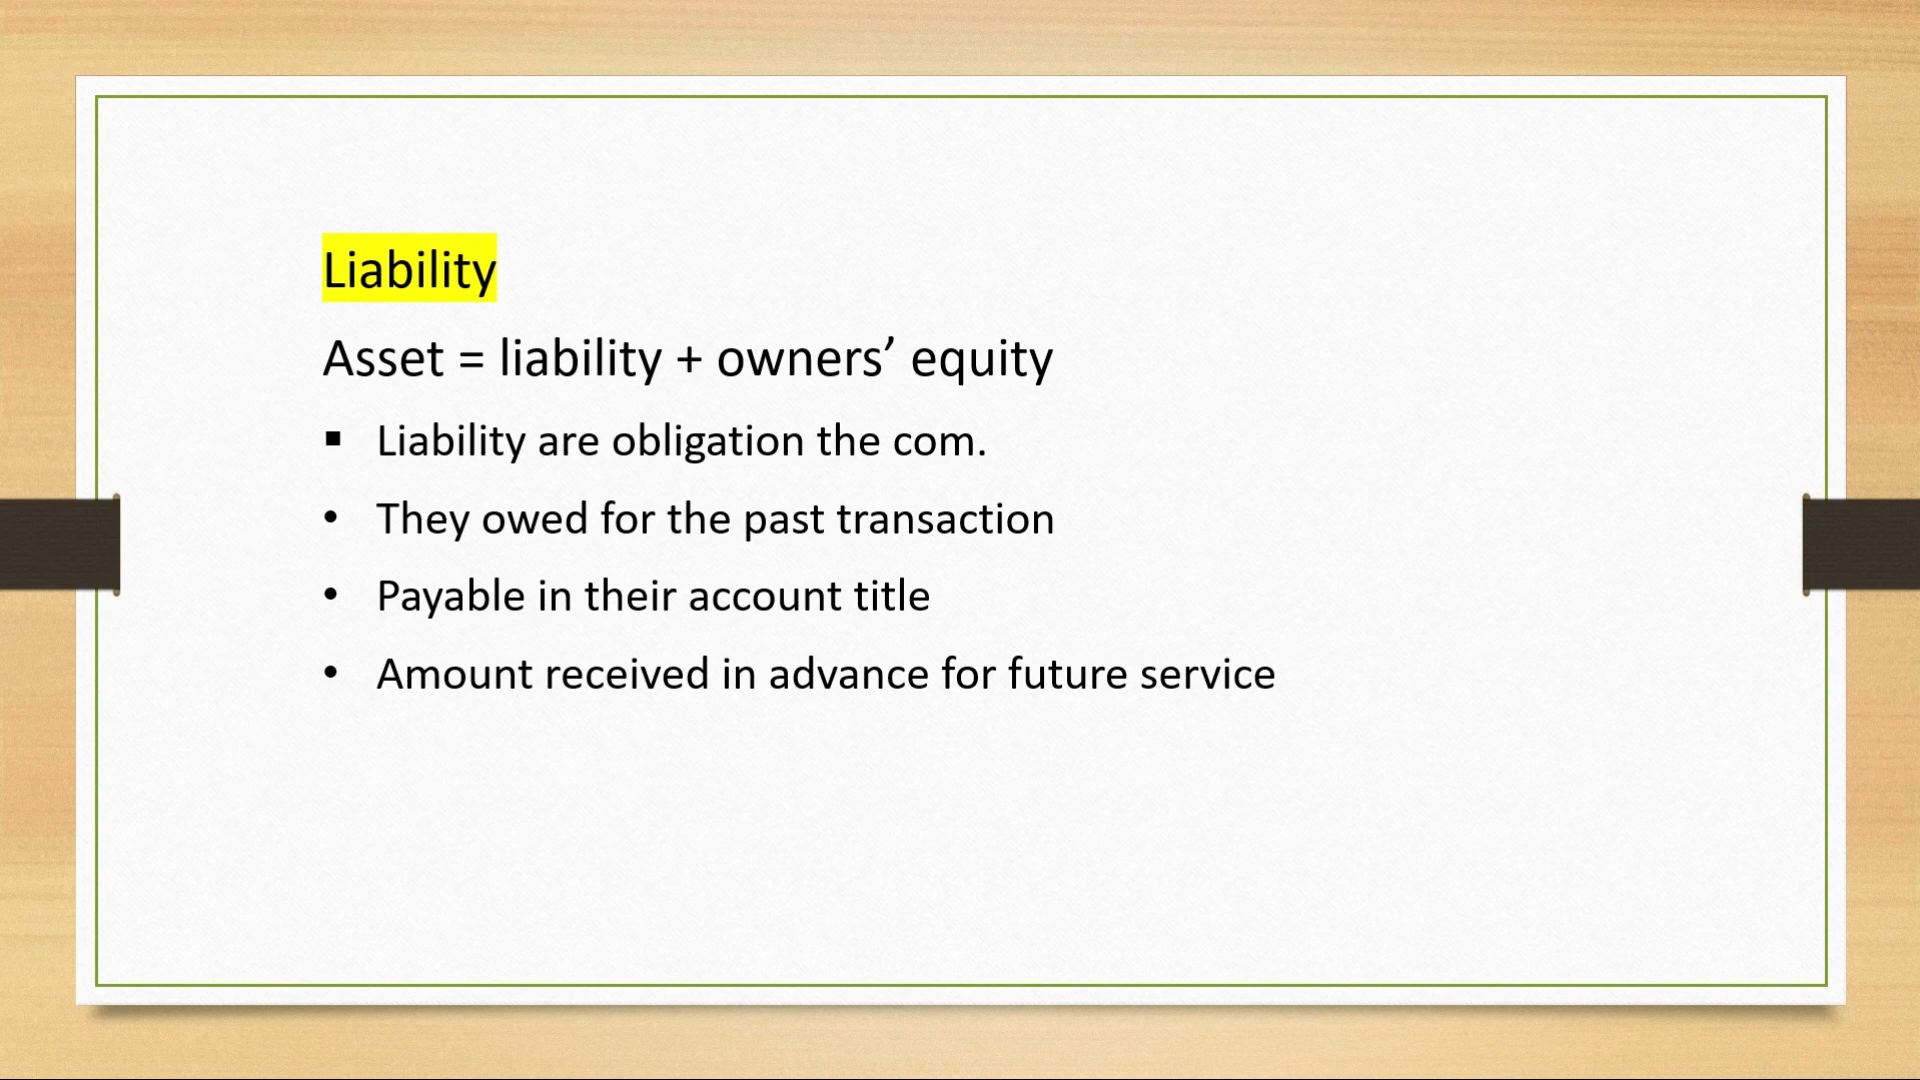 Liability
Asset = liability + owners’ equity
▪ Liability are obligation the com.
• They owed for the past transaction
• Payable in their account title
• Amount received in advance for future service